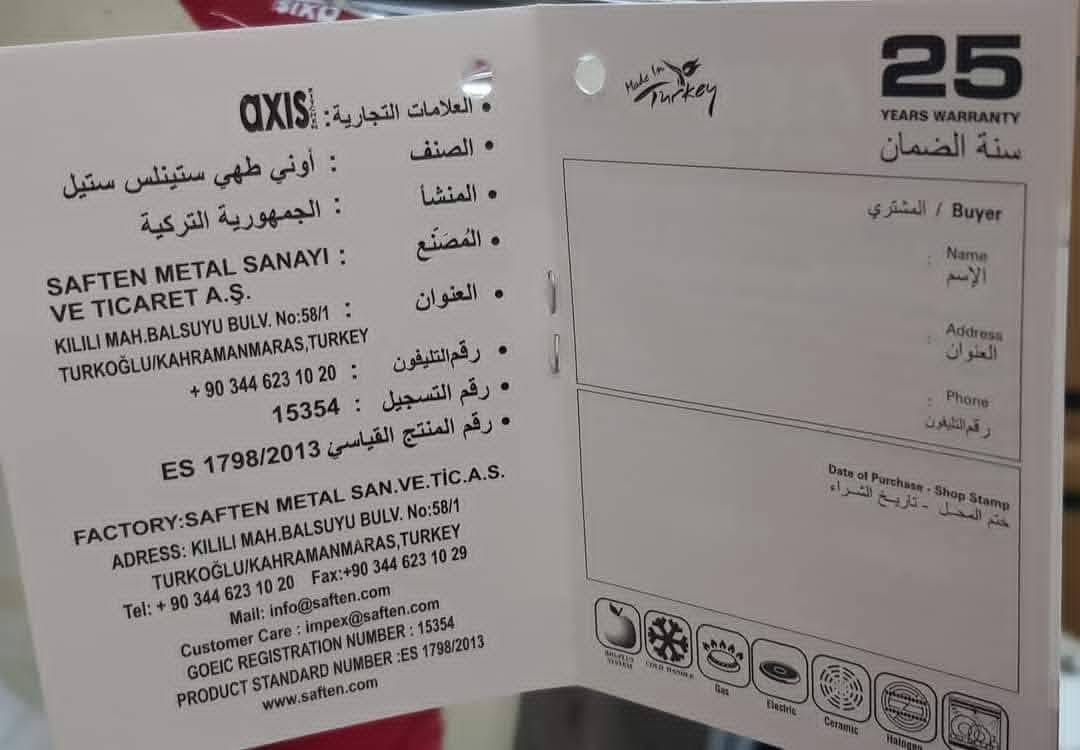 axis
العلامات التجارية: axis
الصنف : أوني طهي ستينلس ستيل
المنشأ : الجمهورية التركية
المُصَنّع : SAFTEN METAL SANAYI
VE TICARET A.Ş.
العنوان : KILILI MAH.BALSUYU BULV. No:58/1
TURKOĞLU/KAHRAMANMARAS,TURKEY
رقم التليفون : + 90 344 623 10 20
رقم التسجيل : 15354
رقم المنتج القياسي ES 1798/2013
FACTORY:SAFTEN METAL SAN.VE.TİC.A.S.
ADRESS: KILILI MAH.BALSUYU BULV. No:58/1
TURKOĞLU/KAHRAMANMARAS,TURKEY
Tel: + 90 344 623 10 20 Fax:+90 344 623 10 29
Mail: info@saften.com
Customer Care : impex@saften.com
GOEIC REGISTRATION NUMBER : 15354
PRODUCT STANDARD NUMBER :ES 1798/2013
www.saften.com
Made In
Turkey
25
YEARS WARRANTY
سنة الضمان
المشتري / Buyer
Name :
الإسم
Address :
العنوان
Phone :
رقم التليفون
Date of Purchase - Shop Stamp
ختم المحل - تاريخ الشراء
SYSTEM
COLD HANDLE
Gas
Electric
Ceramic
Halogen